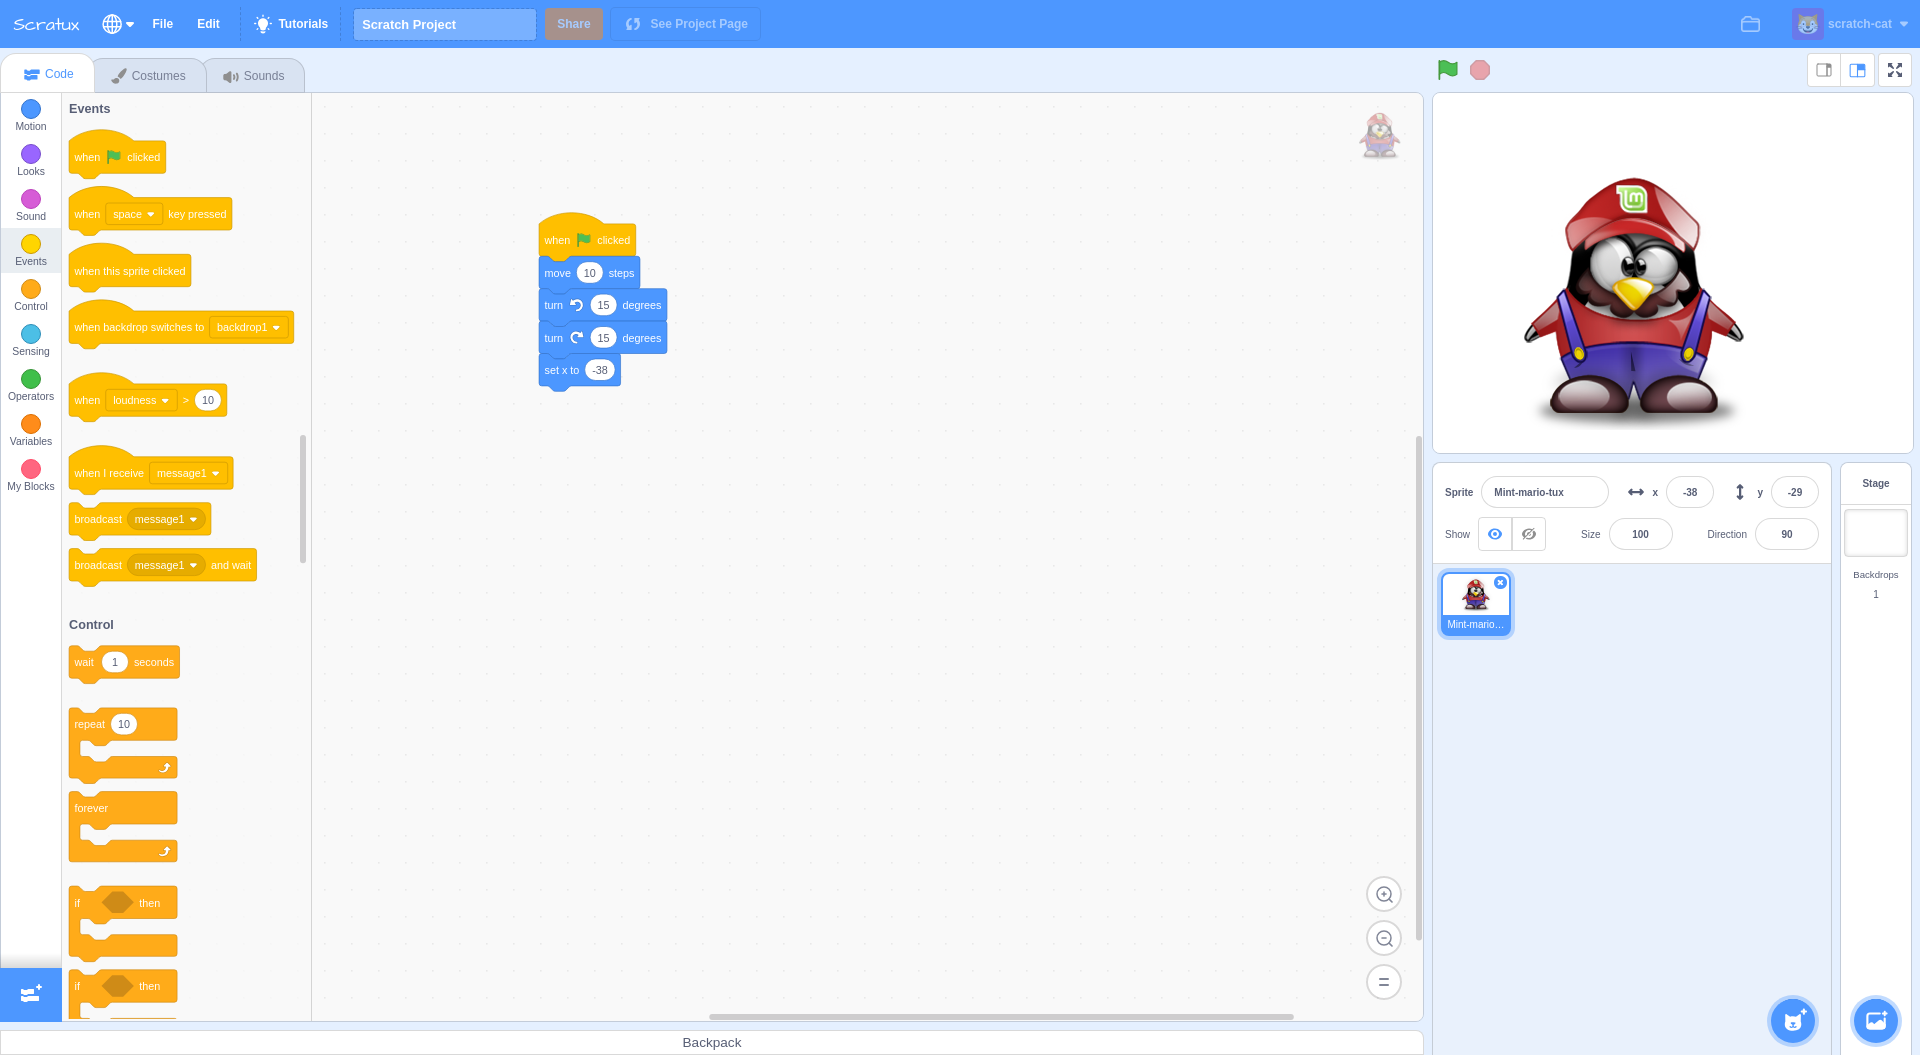 Scratux File Edit Tutorials Scratch Project Share See Project Page scratch-cat
Code Costumes Sounds
Motion
Looks
Sound
Events
Control
Sensing
Operators
Variables
My Blocks
Events
when clicked
when space key pressed
when this sprite clicked
when backdrop switches to backdrop1
when loudness > 10
when I receive message1
broadcast message1
broadcast message1 and wait
Control
wait 1 seconds
repeat 10
forever
if then
if then
when clicked
move 10 steps
turn 15 degrees
turn 15 degrees
set x to -38
Backpack
Sprite Mint-mario-tux x -38 y -29
Show Size 100 Direction 90
Mint-mario...
Stage
Backdrops
1